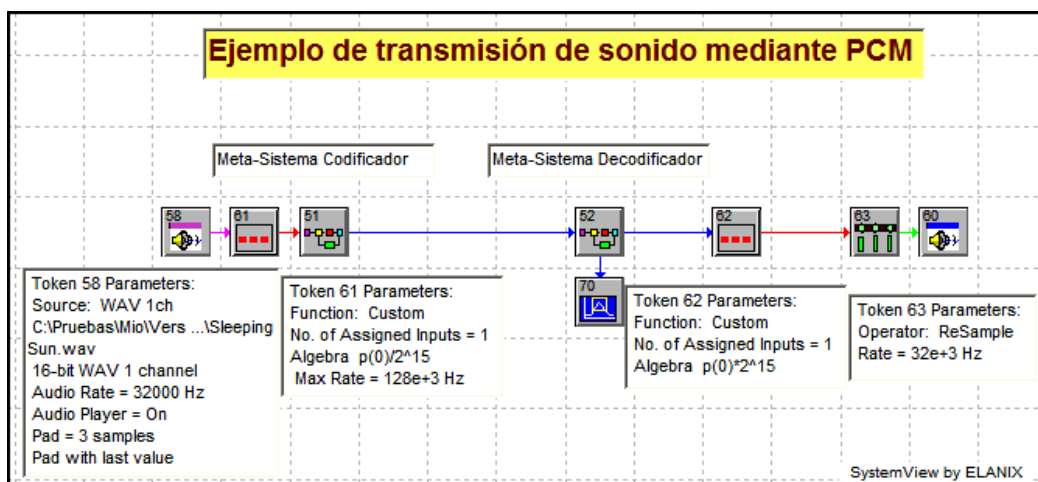 Ejemplo de transmisión de sonido mediante PCM
Meta-Sistema Codificador
Meta-Sistema Decodificador
58
61
51
52
62
63
60
70
Token 58 Parameters:
Source: WAV 1ch
C:\Pruebas\Mio\Vers ...\Sleeping
Sun.wav
16-bit WAV 1 channel
Audio Rate = 32000 Hz
Audio Player = On
Pad = 3 samples
Pad with last value
Token 61 Parameters:
Function: Custom
No. of Assigned Inputs = 1
Algebra p(0)/2^15
Max Rate = 128e+3 Hz
Token 62 Parameters:
Function: Custom
No. of Assigned Inputs = 1
Algebra p(0)*2^15
Token 63 Parameters:
Operator: ReSample
Rate = 32e+3 Hz
SystemView by ELANIX